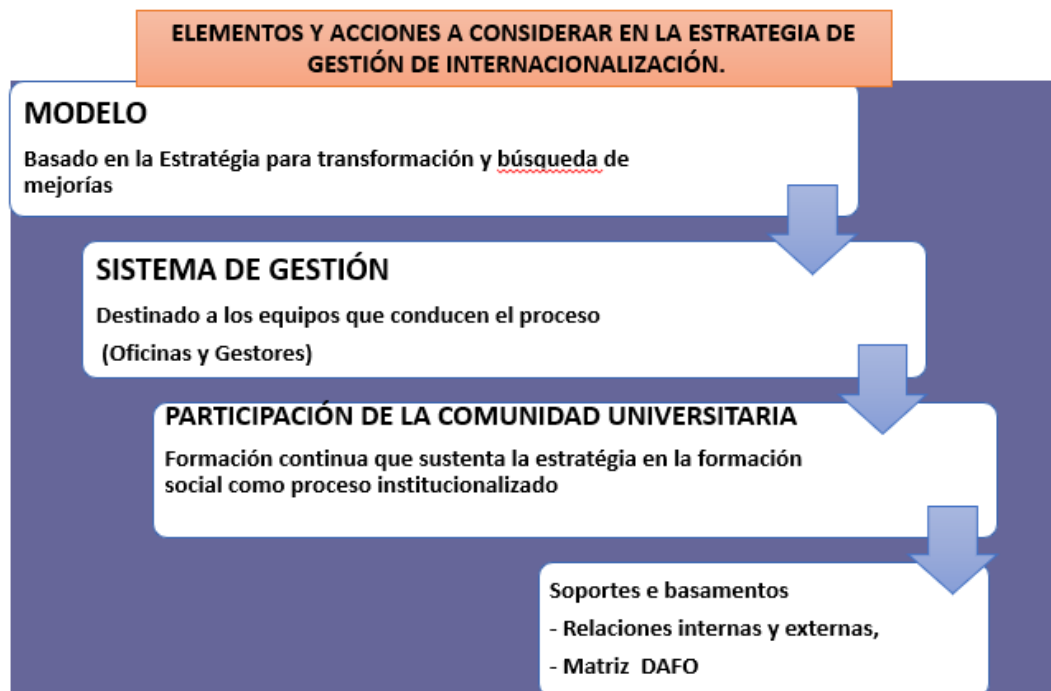 ELEMENTOS Y ACCIONES A CONSIDERAR EN LA ESTRATEGIA DE
GESTIÓN DE INTERNACIONALIZACIÓN.
MODELO
Basado en la Estratégia para transformación y búsqueda de
mejorías
SISTEMA DE GESTIÓN
Destinado a los equipos que conducen el proceso
(Oficinas y Gestores)
PARTICIPACIÓN DE LA COMUNIDAD UNIVERSITARIA
Formación continua que sustenta la estratégia en la formación
social como proceso institucionalizado
Soportes e basamentos
- Relaciones internas y externas,
- Matriz DAFO